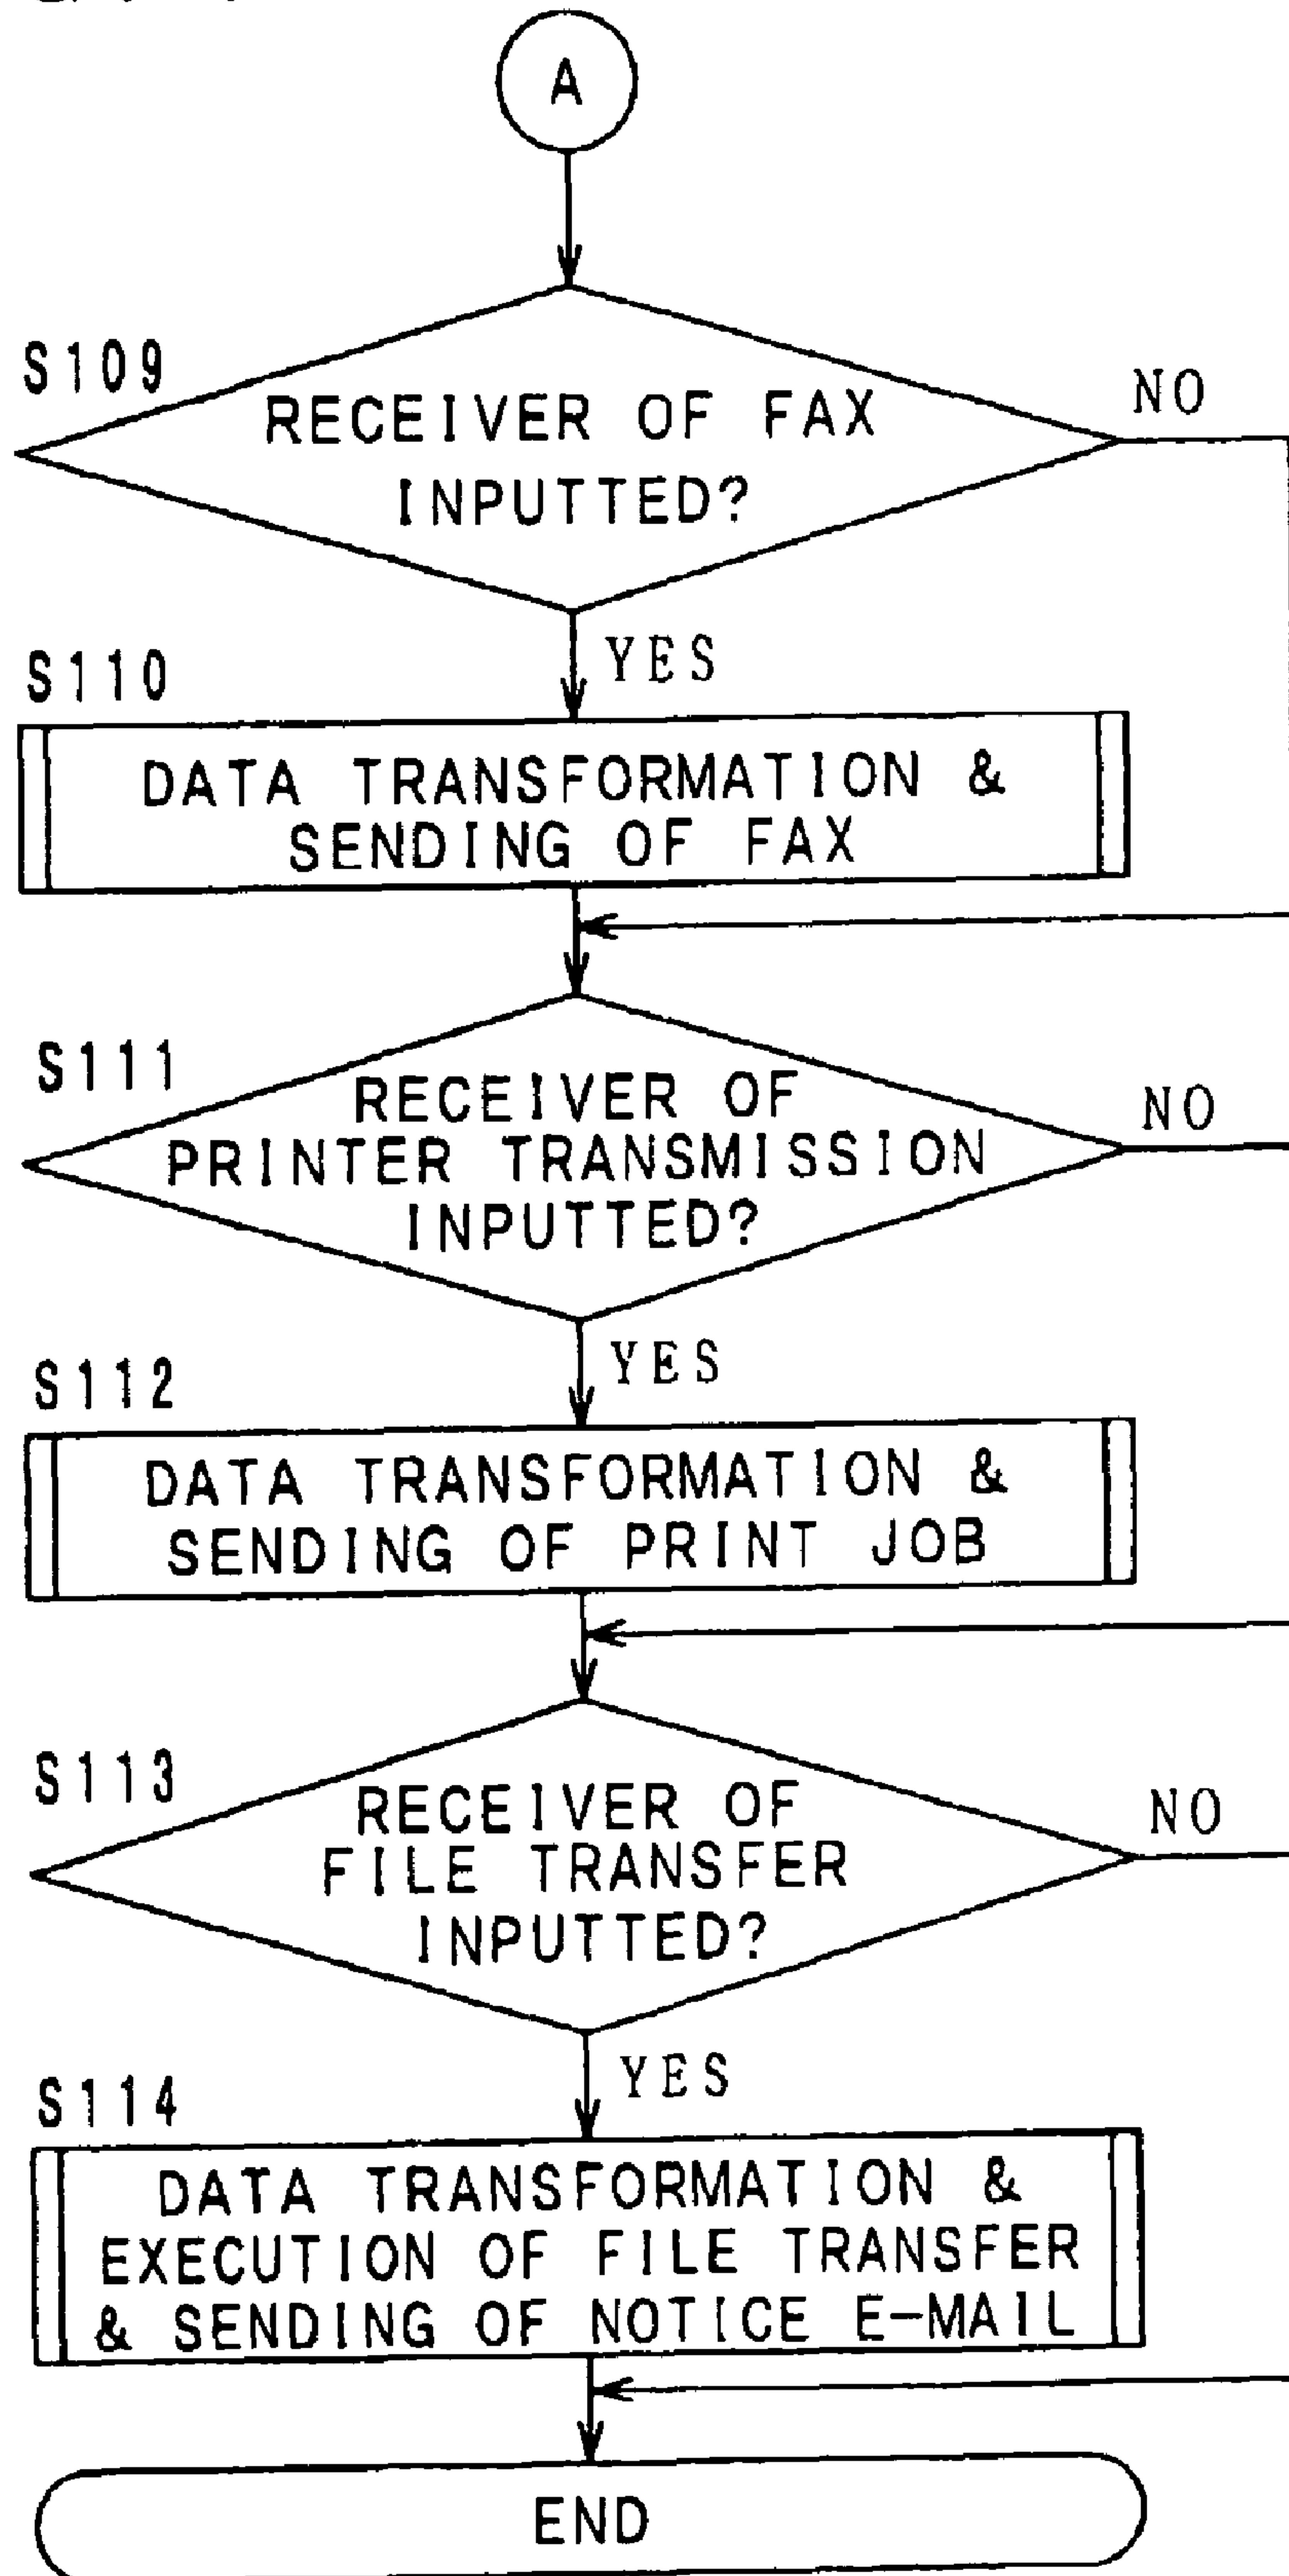 A
S109
RECEIVER OF FAX
INPUTTED?
NO
YES
S110
DATA TRANSFORMATION &
SENDING OF FAX
S111
RECEIVER OF
PRINTER TRANSMISSION
INPUTTED?
NO
YES
S112
DATA TRANSFORMATION &
SENDING OF PRINT JOB
S113
RECEIVER OF
FILE TRANSFER
INPUTTED?
NO
YES
S114
DATA TRANSFORMATION &
EXECUTION OF FILE TRANSFER
& SENDING OF NOTICE E-MAIL
END